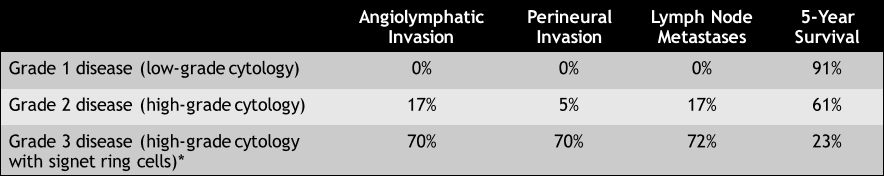 Angiolymphatic Invasion Perineural Invasion Lymph Node Metastases 5-Year Survival
Grade 1 disease (low-grade cytology) 0% 0% 0% 91%
Grade 2 disease (high-grade cytology) 17% 5% 17% 61%
Grade 3 disease (high-grade cytology 70% 70% 72% 23%
with signet ring cells)*